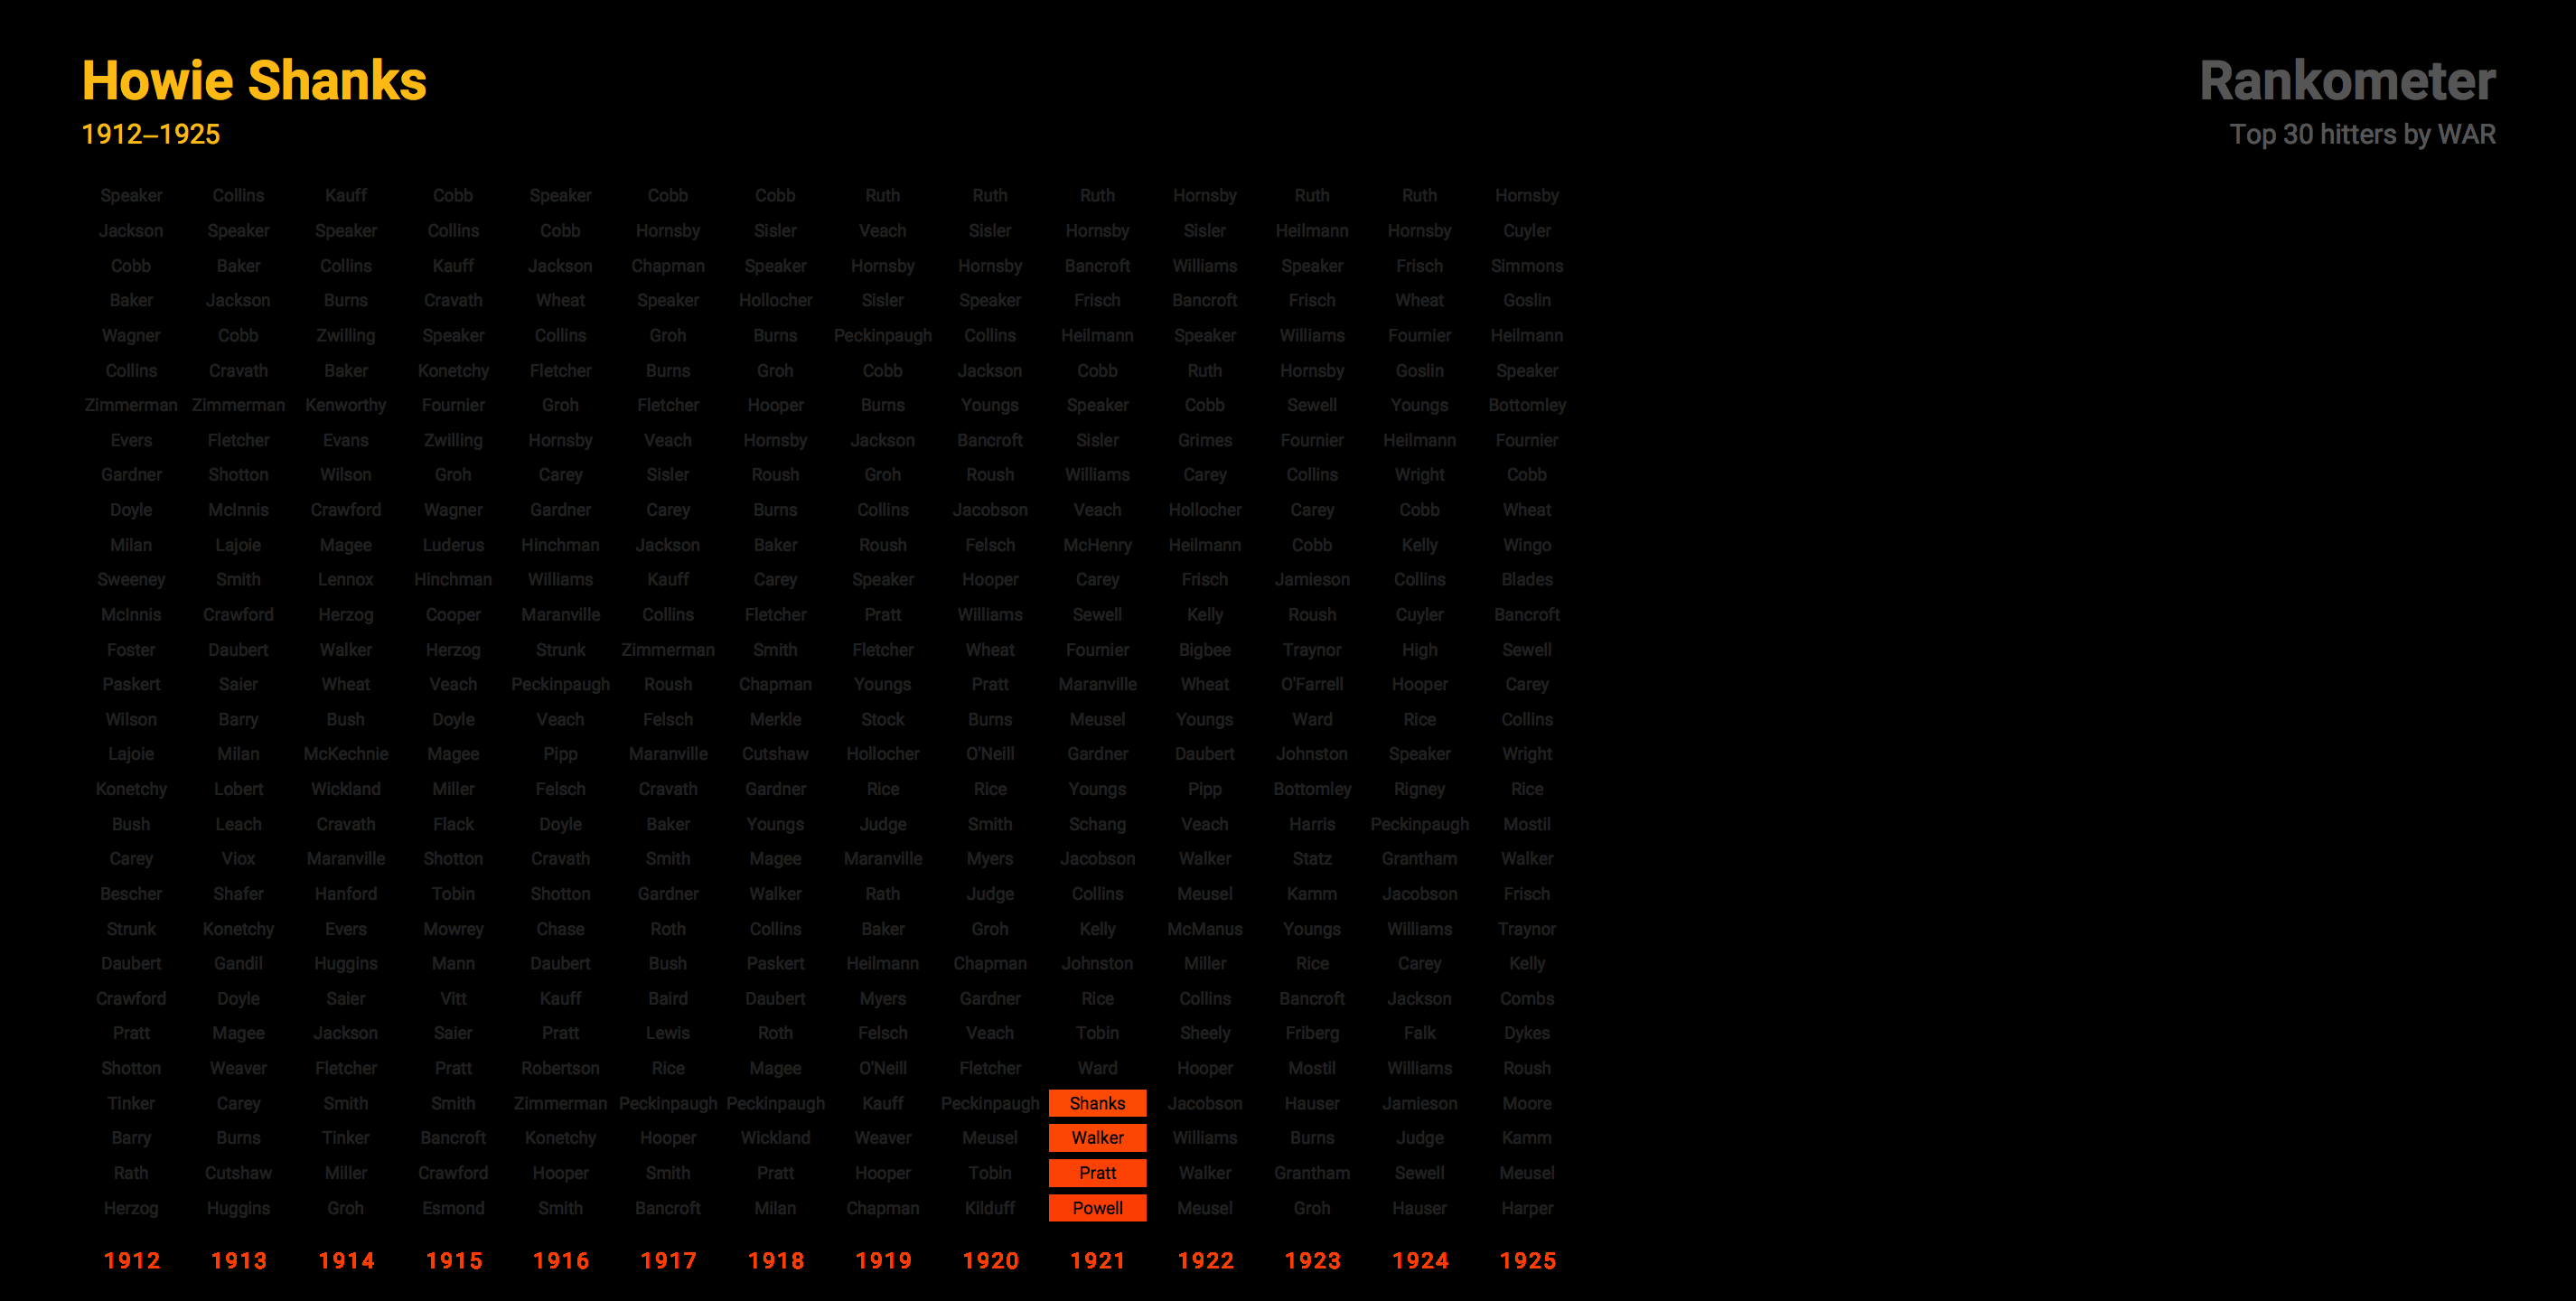 Howie Shanks
1912–1925
Rankometer
Top 30 hitters by WAR
Speaker Collins Kauff Cobb Speaker Cobb Cobb Ruth Ruth Ruth Hornsby Ruth Ruth Hornsby
Jackson Speaker Speaker Collins Cobb Hornsby Sisler Veach Sisler Hornsby Sisler Heilmann Hornsby Cuyler
Cobb Baker Collins Kauff Jackson Chapman Speaker Hornsby Hornsby Bancroft Williams Speaker Frisch Simmons
Baker Jackson Burns Cravath Wheat Speaker Hollocher Sisler Speaker Frisch Bancroft Frisch Wheat Goslin
Wagner Cobb Zwilling Speaker Collins Groh Burns Peckinpaugh Collins Heilmann Speaker Williams Fournier Heilmann
Collins Cravath Baker Konetchy Fletcher Burns Groh Cobb Jackson Cobb Ruth Hornsby Goslin Speaker
Zimmerman Zimmerman Kenworthy Fournier Groh Fletcher Hooper Burns Youngs Speaker Cobb Sewell Youngs Bottomley
Evers Fletcher Evans Zwilling Hornsby Veach Hornsby Jackson Bancroft Sisler Grimes Fournier Heilmann Fournier
Gardner Shotton Wilson Groh Carey Sisler Roush Groh Roush Williams Carey Collins Wright Cobb
Doyle McInnis Crawford Wagner Gardner Carey Burns Collins Jacobson Veach Hollocher Carey Cobb Wheat
Milan Lajoie Magee Luderus Hinchman Jackson Baker Roush Felsch McHenry Heilmann Cobb Kelly Wingo
Sweeney Smith Lennox Hinchman Williams Kauff Carey Speaker Hooper Carey Frisch Jamieson Collins Blades
McInnis Crawford Herzog Cooper Maranville Collins Fletcher Pratt Williams Sewell Kelly Roush Cuyler Bancroft
Foster Daubert Walker Herzog Strunk Zimmerman Smith Fletcher Wheat Fournier Bigbee Traynor High Sewell
Paskert Saier Wheat Veach Peckinpaugh Roush Chapman Youngs Pratt Maranville Wheat O'Farrell Hooper Carey
Wilson Barry Bush Doyle Veach Felsch Merkle Stock Burns Meusel Youngs Ward Rice Collins
Lajoie Milan McKechnie Magee Pipp Maranville Cutshaw Hollocher O'Neill Gardner Daubert Johnston Speaker Wright
Konetchy Lobert Wickland Miller Felsch Cravath Gardner Rice Rice Youngs Pipp Bottomley Rigney Rice
Bush Leach Cravath Flack Doyle Baker Youngs Judge Smith Schang Veach Harris Peckinpaugh Mostil
Carey Viox Maranville Shotton Cravath Smith Magee Maranville Myers Jacobson Walker Statz Grantham Walker
Bescher Shafer Hanford Tobin Shotton Gardner Walker Rath Judge Collins Meusel Kamm Jacobson Frisch
Strunk Konetchy Evers Mowrey Chase Roth Collins Baker Groh Kelly McManus Youngs Williams Traynor
Daubert Gandil Huggins Mann Daubert Bush Paskert Heilmann Chapman Johnston Miller Rice Carey Kelly
Crawford Doyle Saier Vitt Kauff Baird Daubert Myers Gardner Rice Collins Bancroft Jackson Combs
Pratt Magee Jackson Saier Pratt Lewis Roth Felsch Veach Tobin Sheely Friberg Falk Dykes
Shotton Weaver Fletcher Pratt Robertson Rice Magee O'Neill Fletcher Ward Hooper Mostil Williams Roush
Tinker Carey Smith Smith Zimmerman Peckinpaugh Peckinpaugh Kauff Peckinpaugh Shanks Jacobson Hauser Jamieson Moore
Barry Burns Tinker Bancroft Konetchy Hooper Wickland Weaver Meusel Walker Williams Burns Judge Kamm
Rath Cutshaw Miller Crawford Hooper Smith Pratt Hooper Tobin Pratt Walker Grantham Sewell Meusel
Herzog Huggins Groh Esmond Smith Bancroft Milan Chapman Kilduff Powell Meusel Groh Hauser Harper
1912 1913 1914 1915 1916 1917 1918 1919 1920 1921 1922 1923 1924 1925